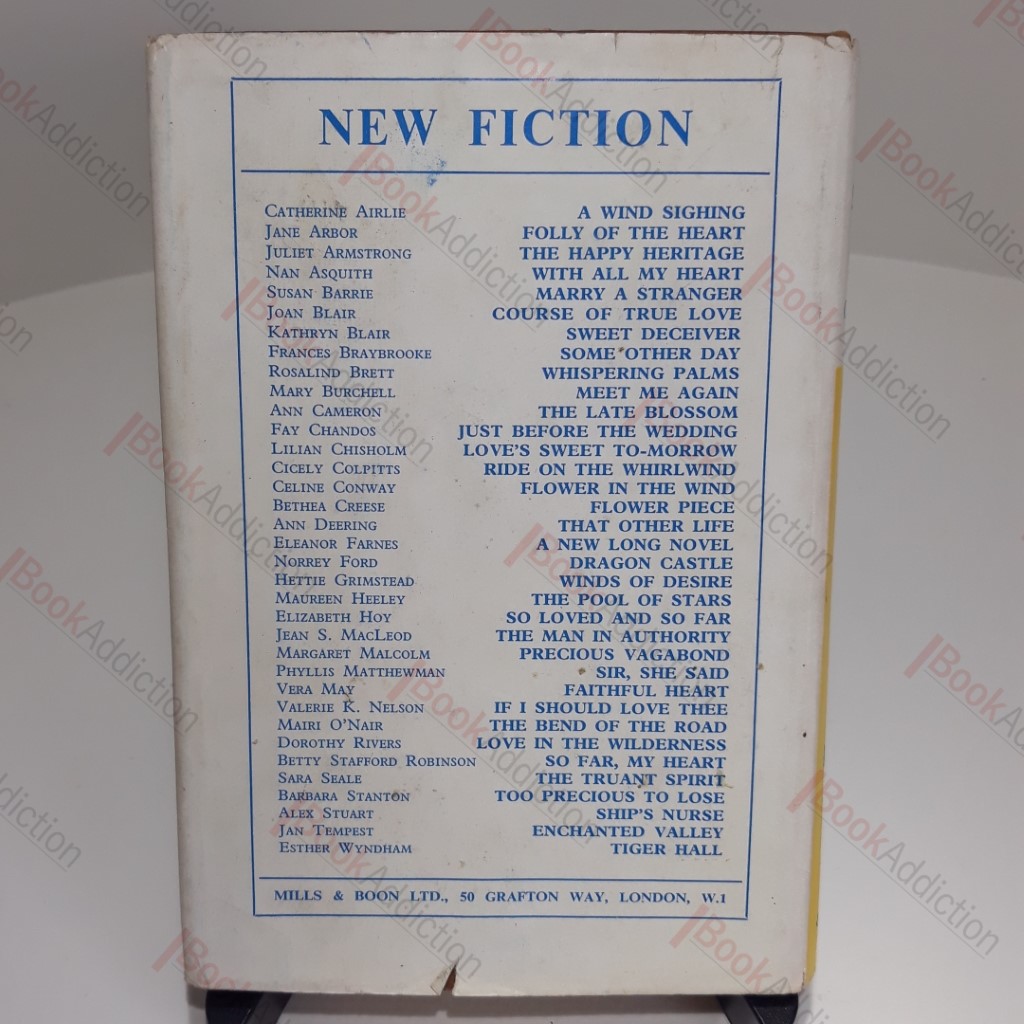 NEW FICTION
CATHERINE AIRLIE A WIND SIGHING
JANE ARBOR FOLLY OF THE HEART
JULIET ARMSTRONG THE HAPPY HERITAGE
NAN ASQUITH WITH ALL MY HEART
SUSAN BARRIE MARRY A STRANGER
JOAN BLAIR COURSE OF TRUE LOVE
KATHRYN BLAIR SWEET DECEIVER
FRANCES BRAYBROOKE SOME OTHER DAY
ROSALIND BRETT WHISPERING PALMS
MARY BURCHELL MEET ME AGAIN
ANN CAMERON THE LATE BLOSSOM
FAY CHANDOS JUST BEFORE THE WEDDING
LILIAN CHISHOLM LOVE'S SWEET TO-MORROW
CICELY COLPITTS RIDE ON THE WHIRLWIND
CELINE CONWAY FLOWER IN THE WIND
BETHEA CREESE FLOWER PIECE
ANN DEERING THAT OTHER LIFE
ELEANOR FARNES A NEW LONG NOVEL
NORREY FORD DRAGON CASTLE
HETTIE GRIMSTEAD WINDS OF DESIRE
MAUREEN HEELEY THE POOL OF STARS
ELIZABETH HOY SO LOVED AND SO FAR
JEAN S. MACLEOD THE MAN IN AUTHORITY
MARGARET MALCOLM PRECIOUS VAGABOND
PHYLLIS MATTHEWMAN SIR, SHE SAID
VERA MAY FAITHFUL HEART
VALERIE K. NELSON IF I SHOULD LOVE THEE
MAIRI O'NAIR THE BEND OF THE ROAD
DOROTHY RIVERS LOVE IN THE WILDERNESS
BETTY STAFFORD ROBINSON SO FAR, MY HEART
SARA SEALE THE TRUANT SPIRIT
BARBARA STANTON TOO PRECIOUS TO LOSE
ALEX STUART SHIP'S NURSE
JAN TEMPEST ENCHANTED VALLEY
ESTHER WYNDHAM TIGER HALL
MILLS & BOON LTD., 50 GRAFTON WAY, LONDON, W.1
BookAddiction